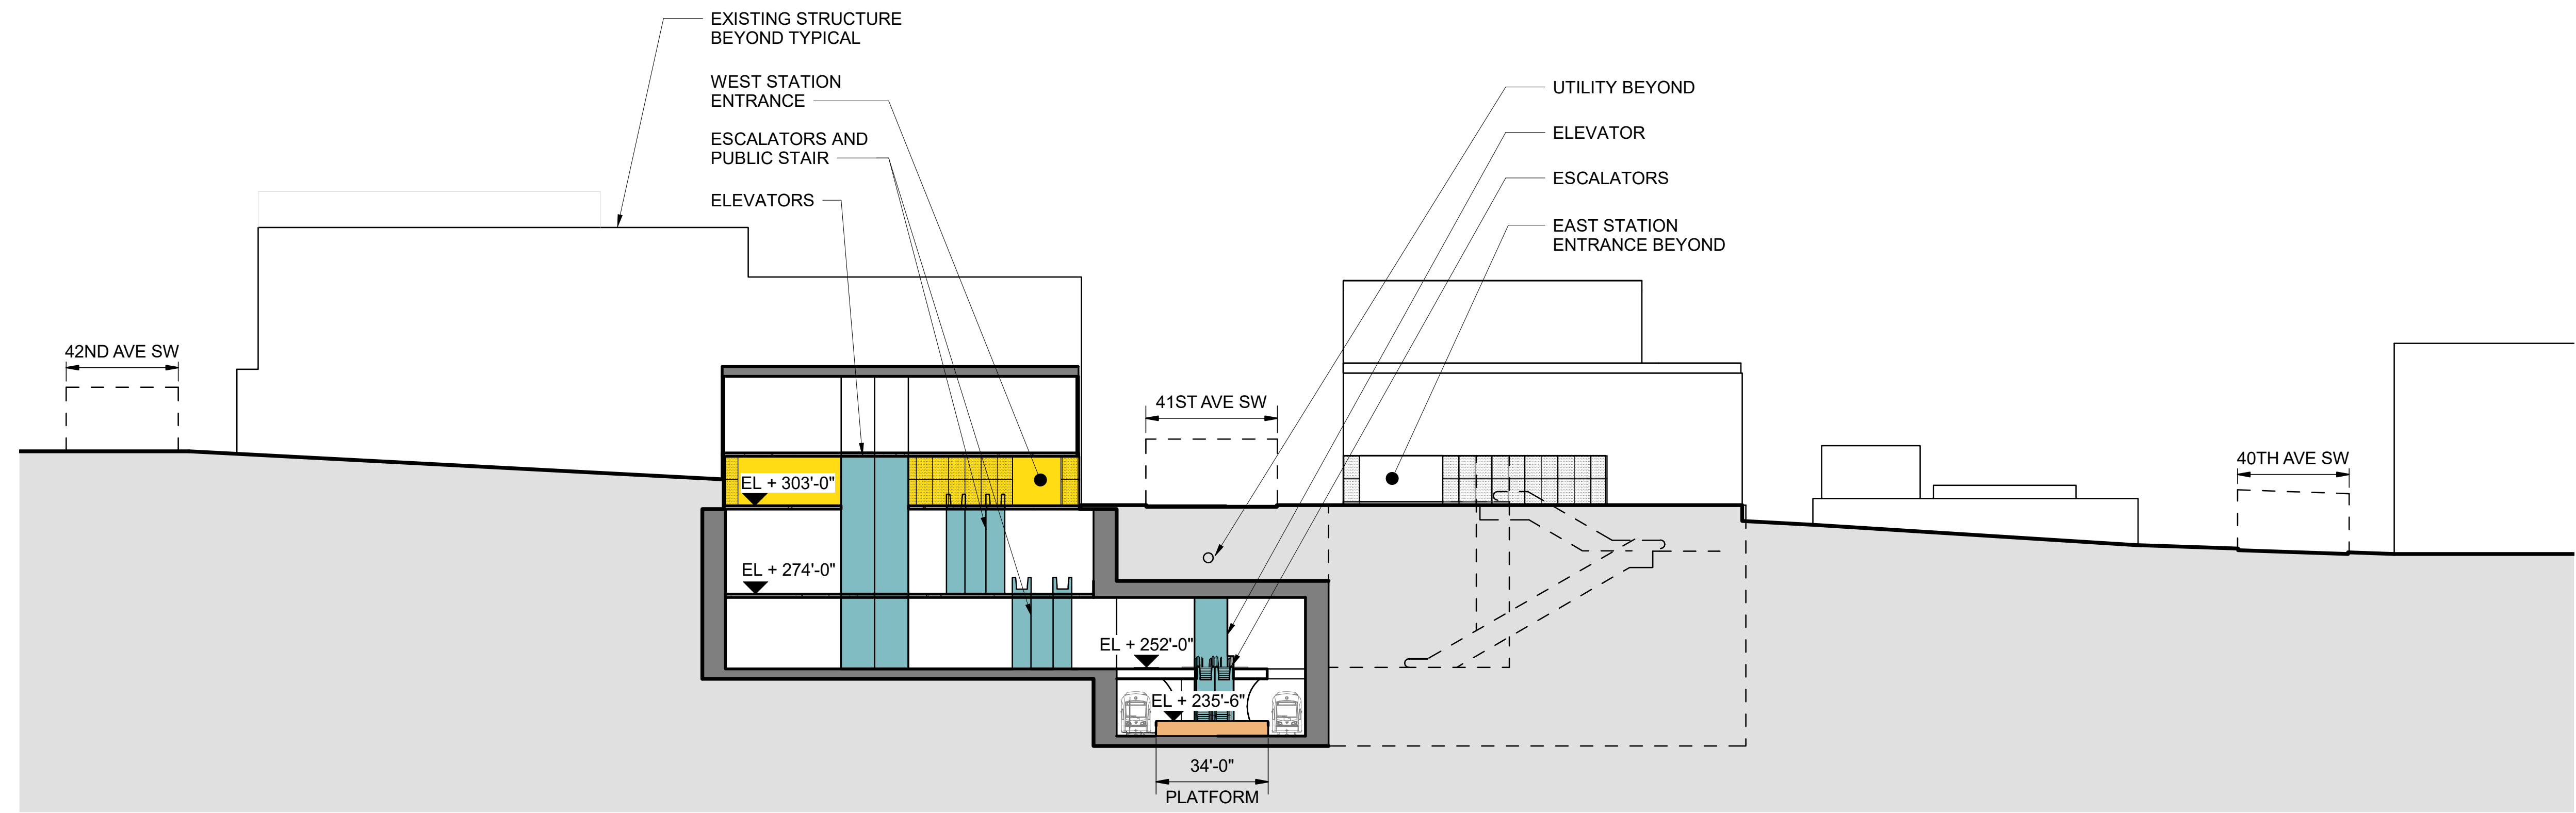 EXISTING STRUCTURE
BEYOND TYPICAL
WEST STATION
ENTRANCE
ESCALATORS AND
PUBLIC STAIR
ELEVATORS
UTILITY BEYOND
ELEVATOR
ESCALATORS
EAST STATION
ENTRANCE BEYOND
42ND AVE SW
41ST AVE SW
40TH AVE SW
EL + 303'-0"
EL + 274'-0"
EL + 252'-0"
EL + 235'-6"
34'-0"
PLATFORM